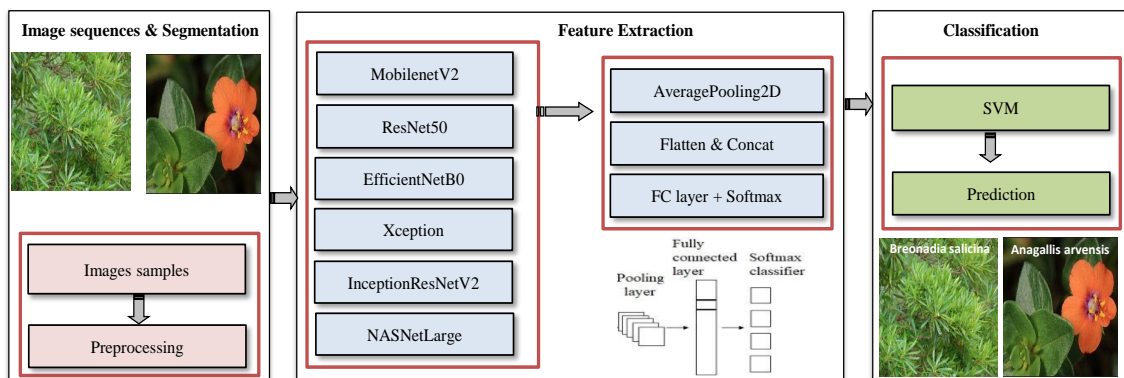 Image sequences & Segmentation
Images samples
Preprocessing
Feature Extraction
MobilenetV2
ResNet50
EfficientNetB0
Xception
InceptionResNetV2
NASNetLarge
AveragePooling2D
Flatten & Concat
FC layer + Softmax
Pooling
layer
Fully
connected
layer
Softmax
classifier
Classification
SVM
Prediction
Breonadia salicina
Anagallis arvensis